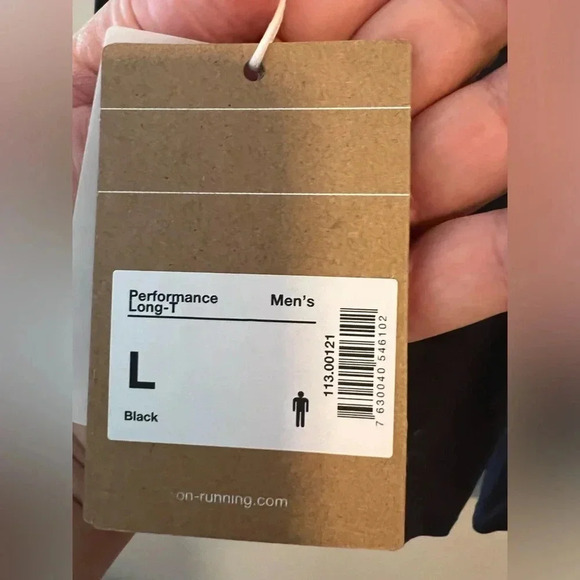 Performance Men's
Long-T
L
Black
113.00121
7 630040 546102
on-running.com